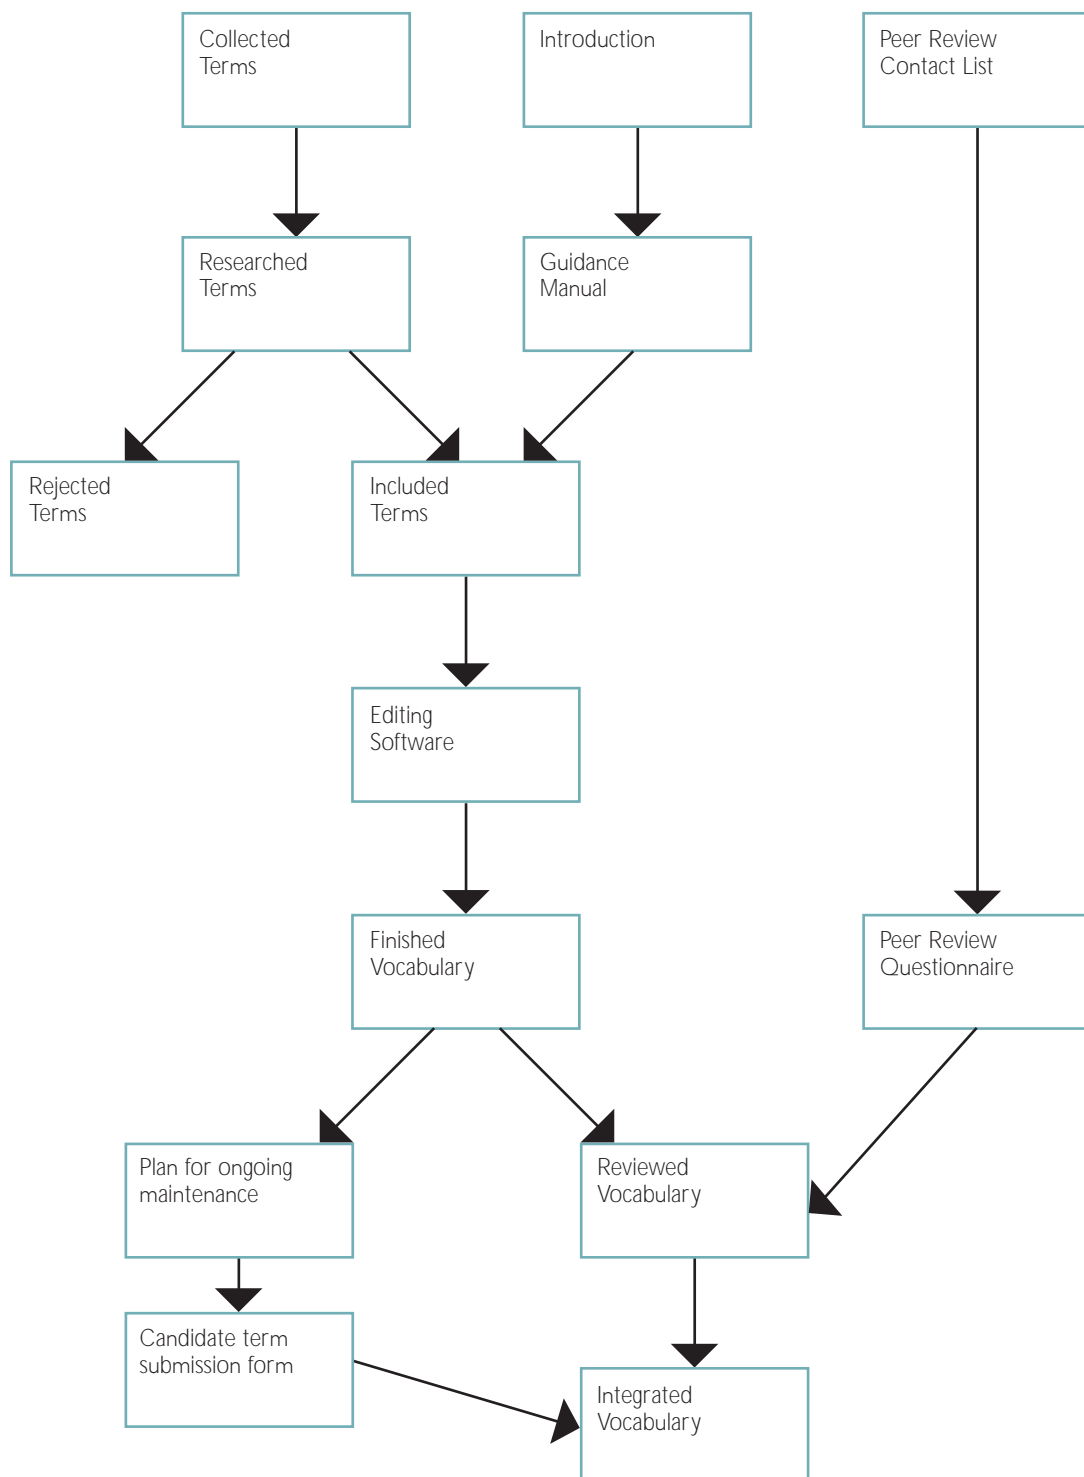 Collected
Terms
Introduction
Peer Review
Contact List
Researched
Terms
Guidance
Manual
Rejected
Terms
Included
Terms
Editing
Software
Finished
Vocabulary
Peer Review
Questionnaire
Plan for ongoing
maintenance
Reviewed
Vocabulary
Candidate term
submission form
Integrated
Vocabulary